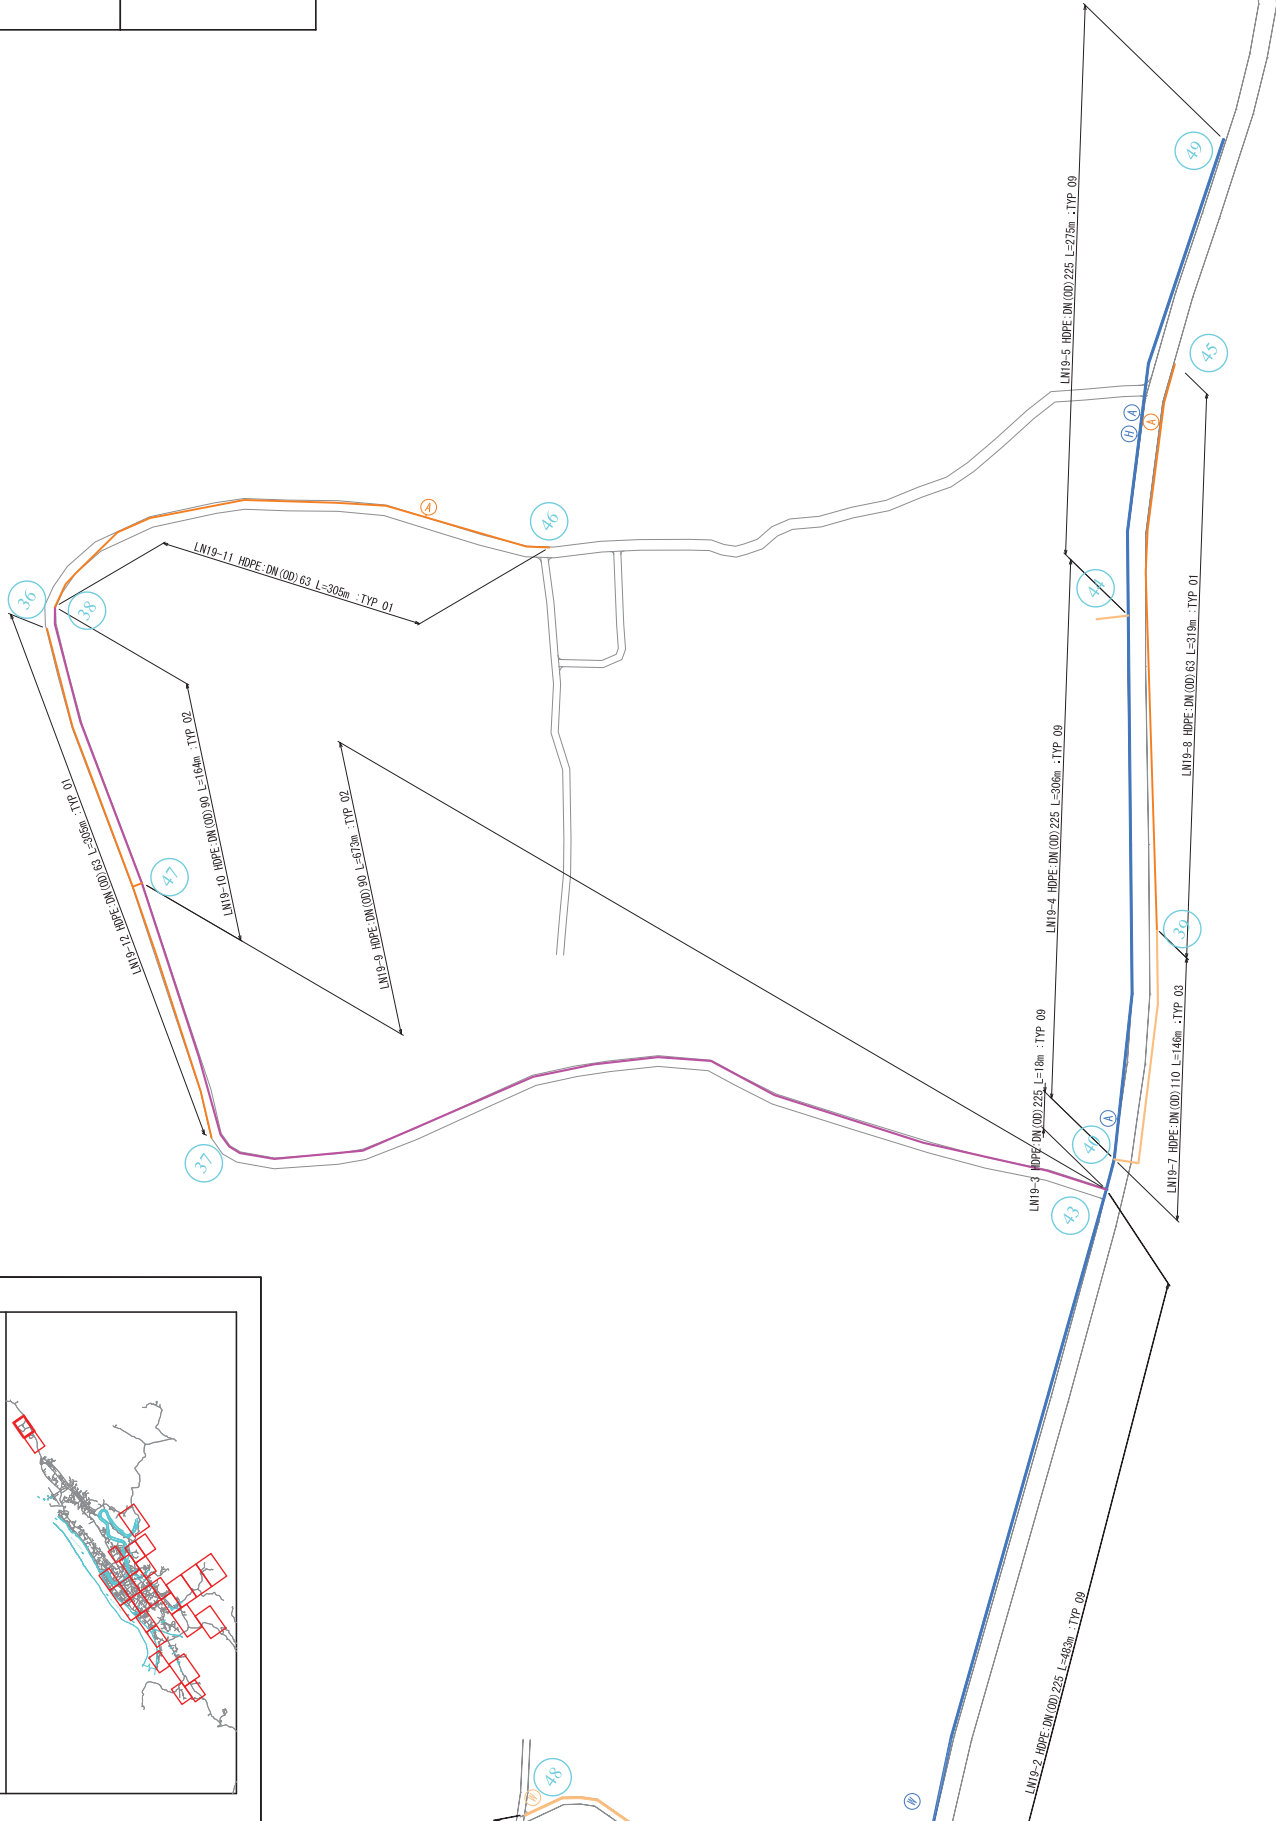 49
LN19-5 HDPE:DN(OD)225 L=275m :TYP 09
45
H
A
A
A
46
LN19-11 HDPE:DN(OD)63 L=305m :TYP 01
36
38
44
LN19-8 HDPE:DN(OD)63 L=319m :TYP 01
LN19-10 HDPE:DN(OD)90 L=164m :TYP 02
LN19-4 HDPE:DN(OD)225 L=306m :TYP 09
LN19-12 HDPE:DN(OD)63 L=305m :TYP 01
47
LN19-9 HDPE:DN(OD)90 L=673m :TYP 02
39
LN19-3 HDPE:DN(OD)225 L=18m :TYP 09
LN19-7 HDPE:DN(OD)110 L=146m :TYP 03
A
40
37
43
LN19-2 HDPE:DN(OD)225 L=483m :TYP 09
48
W
W